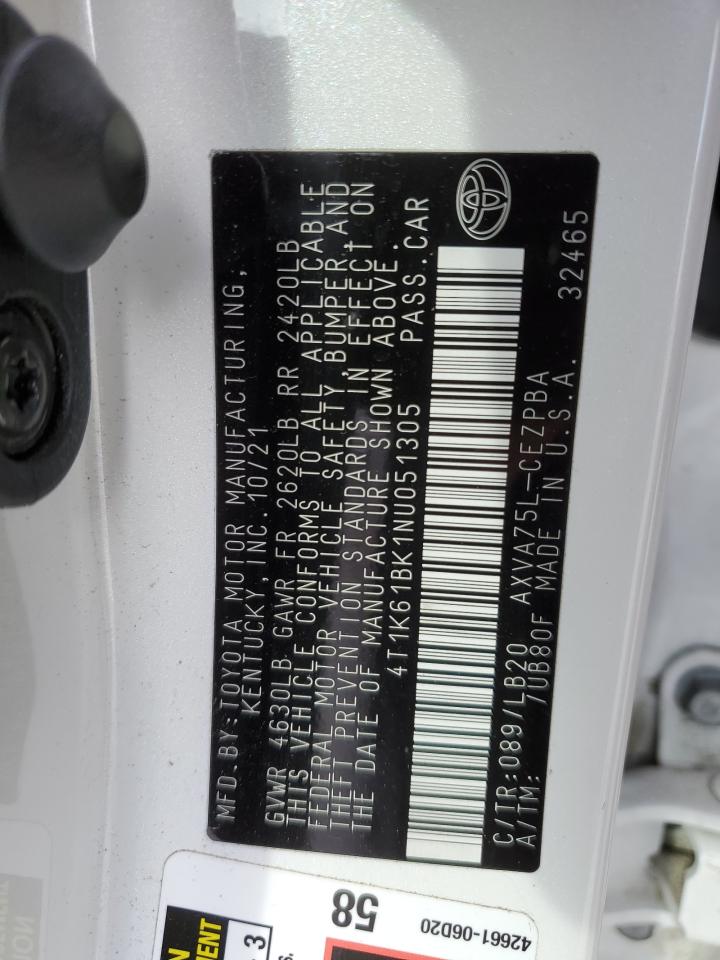 MFD.BY:TOYOTA MOTOR MANUFACTURING,
KENTUCKY, INC. 10/21
GVWR 4630LB GAWR FR 2620LB RR 2420LB
THIS VEHICLE CONFORMS TO ALL APPLICABLE
FEDERAL MOTOR VEHICLE SAFETY, BUMPER, AND
THEFT PREVENTION STANDARDS IN EFFECT ON
THE DATE OF MANUFACTURE SHOWN ABOVE.
4T1K61BK1NU051305 PASS.CAR
C/TR:089/LB20 AXVA75L-CEZPBA
A/TM: /UB80F MADE IN U.S.A. 32465
58
42661-06D20